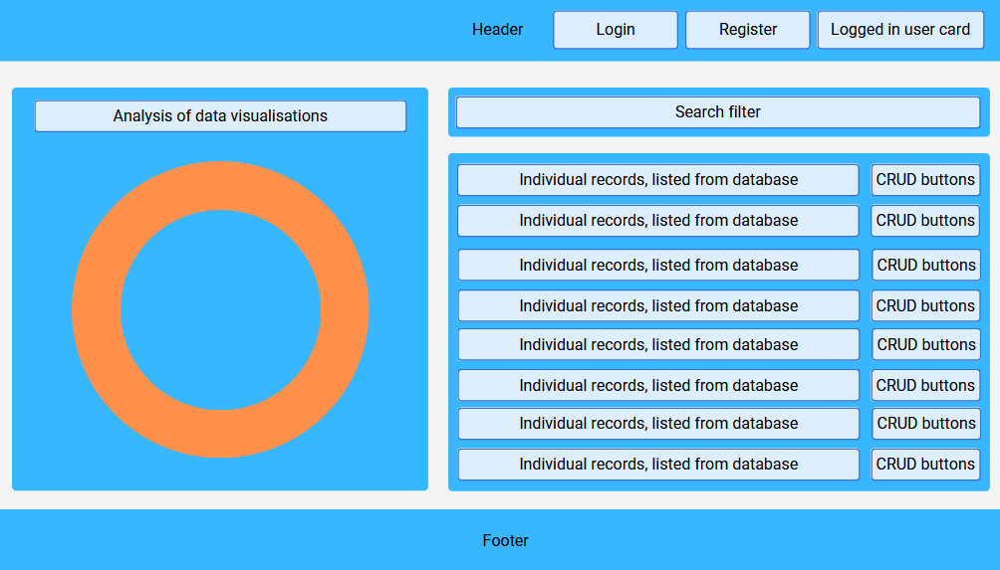 Header
Login
Register
Logged in user card
Analysis of data visualisations
Search filter
Individual records, listed from database
CRUD buttons
Individual records, listed from database
CRUD buttons
Individual records, listed from database
CRUD buttons
Individual records, listed from database
CRUD buttons
Individual records, listed from database
CRUD buttons
Individual records, listed from database
CRUD buttons
Individual records, listed from database
CRUD buttons
Individual records, listed from database
CRUD buttons
Footer